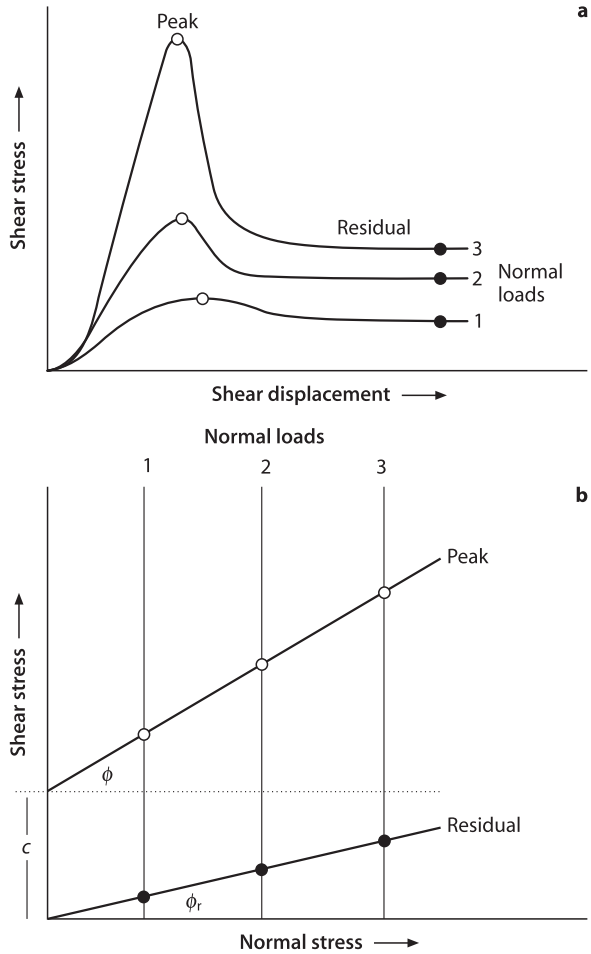 a
Peak
Shear stress
Residual
3
2
Normal
loads
1
Shear displacement
Normal loads
1 2 3
b
Peak
Shear stress
ϕ
Residual
c
ϕr
Normal stress